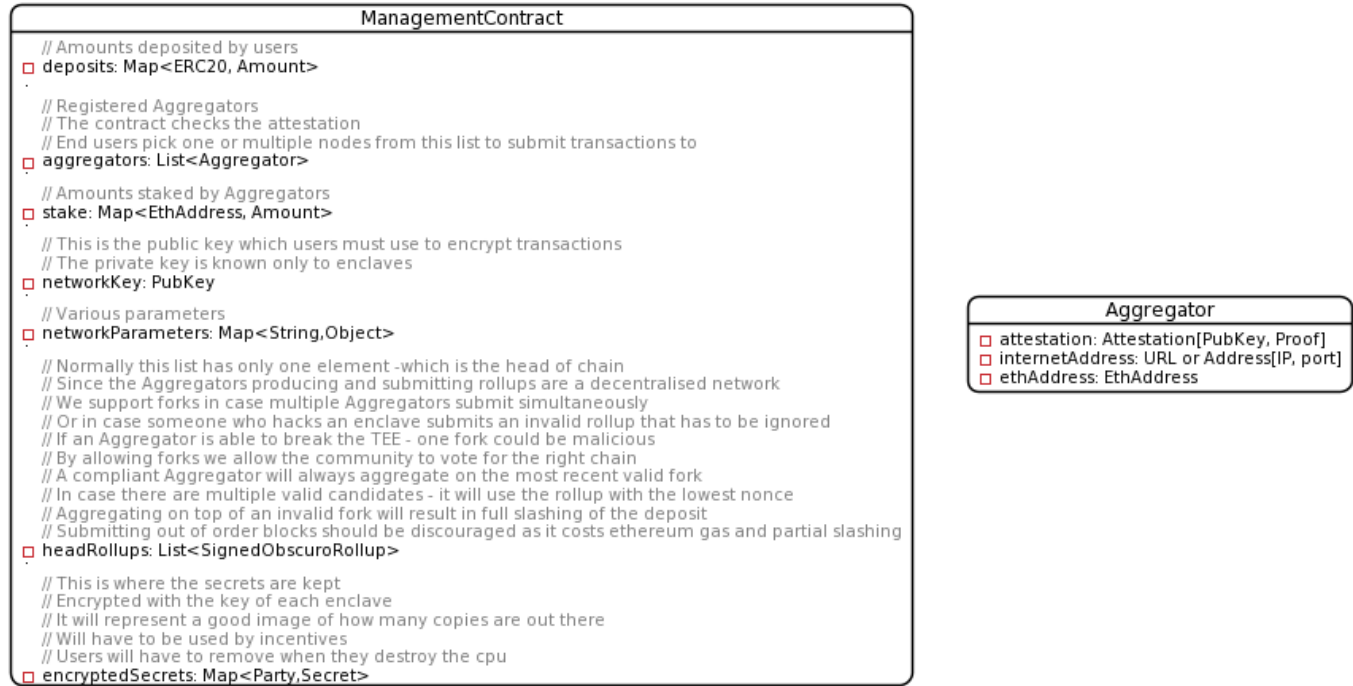 ManagementContract
// Amounts deposited by users
deposits: Map<ERC20, Amount>
// Registered Aggregators
// The contract checks the attestation
// End users pick one or multiple nodes from this list to submit transactions to
aggregators: List<Aggregator>
// Amounts staked by Aggregators
stake: Map<EthAddress, Amount>
// This is the public key which users must use to encrypt transactions
// The private key is known only to enclaves
networkKey: PubKey
// Various parameters
networkParameters: Map<String,Object>
// Normally this list has only one element -which is the head of chain
// Since the Aggregators producing and submitting rollups are a decentralised network
// We support forks in case multiple Aggregators submit simultaneously
// Or in case someone who hacks an enclave submits an invalid rollup that has to be ignored
// If an Aggregator is able to break the TEE - one fork could be malicious
// By allowing forks we allow the community to vote for the right chain
// A compliant Aggregator will always aggregate on the most recent valid fork
// In case there are multiple valid candidates - it will use the rollup with the lowest nonce
// Aggregating on top of an invalid fork will result in full slashing of the deposit
// Submitting out of order blocks should be discouraged as it costs ethereum gas and partial slashing
headRollups: List<SignedObscuroRollup>
// This is where the secrets are kept
// Encrypted with the key of each enclave
// It will represent a good image of how many copies are out there
// Will have to be used by incentives
// Users will have to remove when they destroy the cpu
encryptedSecrets: Map<Party,Secret>
Aggregator
attestation: Attestation[PubKey, Proof]
internetAddress: URL or Address[IP, port]
ethAddress: EthAddress